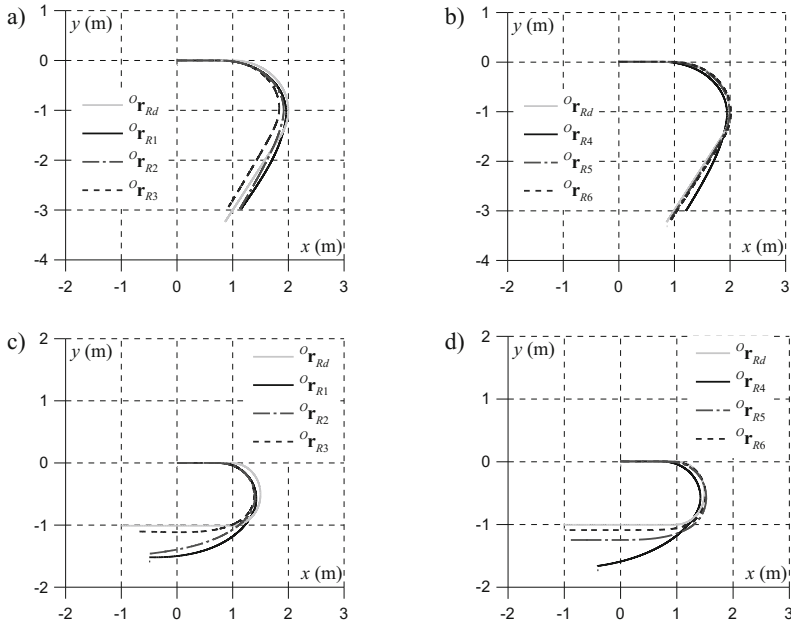 a)
y (m)
1
0
-1
-2
-3
-4
ᴼr_Rd
ᴼr_R1
ᴼr_R2
ᴼr_R3
x (m)
-2 -1 0 1 2 3
b)
y (m)
1
0
-1
-2
-3
-4
ᴼr_Rd
ᴼr_R4
ᴼr_R5
ᴼr_R6
x (m)
-2 -1 0 1 2 3
c)
y (m)
2
1
0
-1
-2
ᴼr_Rd
ᴼr_R1
ᴼr_R2
ᴼr_R3
x (m)
-2 -1 0 1 2 3
d)
y (m)
2
1
0
-1
-2
ᴼr_Rd
ᴼr_R4
ᴼr_R5
ᴼr_R6
x (m)
-2 -1 0 1 2 3